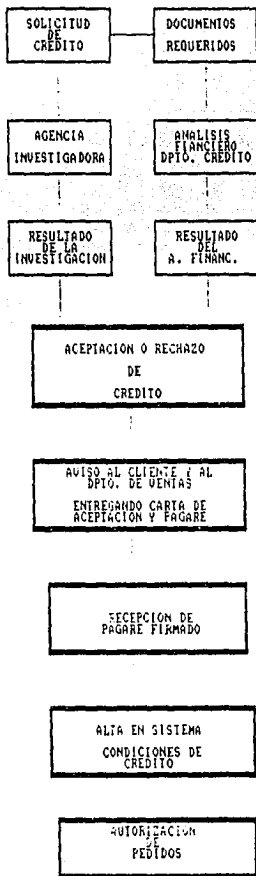 SOLICITUD
DE
CREDITO
DOCUMENTOS
REQUERIDOS
AGENCIA
INVESTIGADORA
ANALISIS
FIANCIERO
DPTO. CREDITO
RESULTADO
DE LA
INVESTIGACION
RESULTADO
DEL
A. FINANC.
ACEPTACION O RECHAZO
DE
CREDITO
AVISO AL CLIENTE Y AL
DPTO. DE VENTAS
ENTREGANDO CARTA DE
ACEPTACION Y PAGARE
RECEPCION DE
PAGARE FIRMADO
ALTA EN SISTEMA
CONDICIONES DE
CREDITO
AUTORIZACION
DE
PEDIDOS